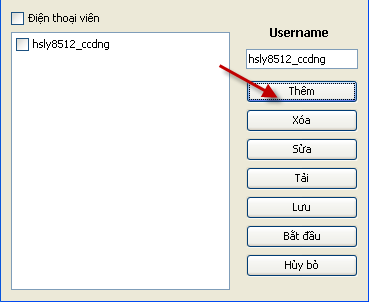 Điện thoại viên
hsly8512_ccdng
Username
hsly8512_ccdng
Thêm
Xóa
Sửa
Tải
Lưu
Bắt đầu
Hủy bỏ